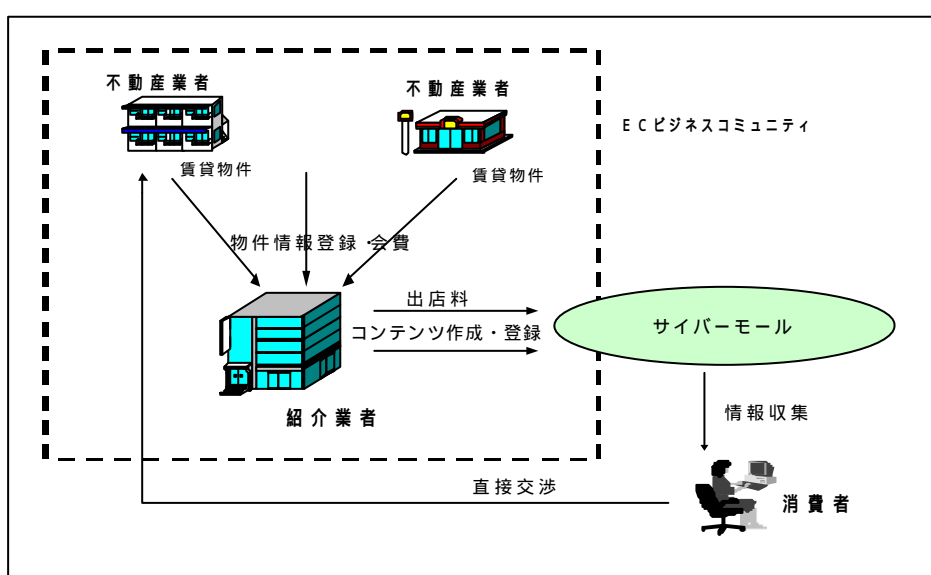 不動産業者
不動産業者
ECビジネスコミュニティ
賃貸物件
賃貸物件
物件情報登録・会費
出店料
コンテンツ作成・登録
サイバーモール
紹介業者
情報収集
直接交渉
消費者